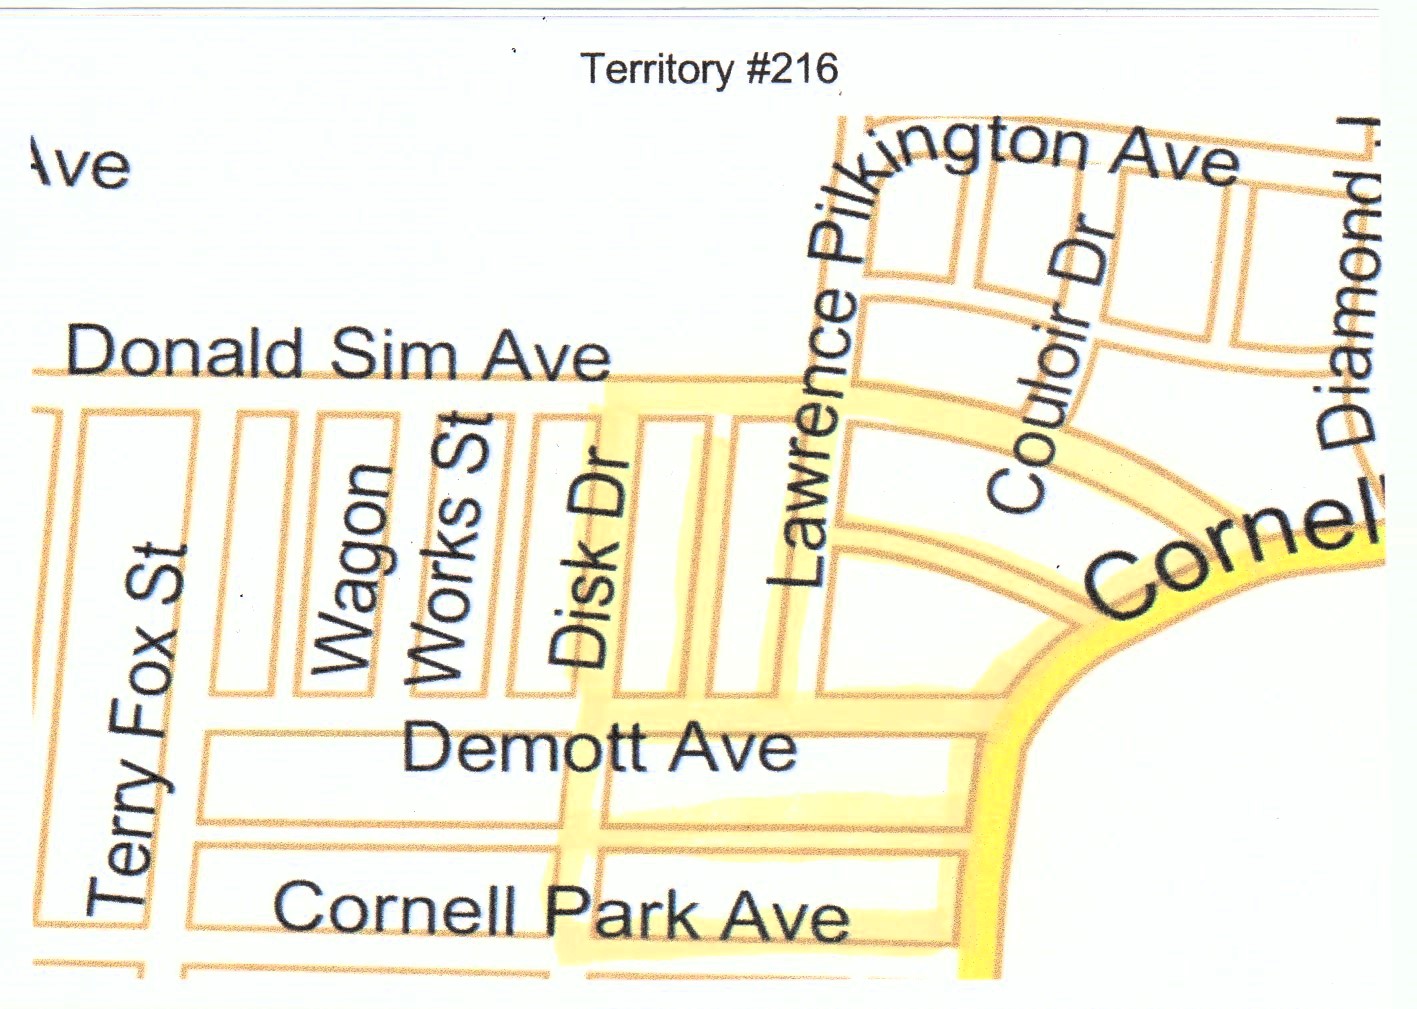 Territory #216
Ave
Lawrence Pilkington Ave
Couloir Dr
Diamond
Donald Sim Ave
Terry Fox St
Wagon
Works St
Disk Dr
Cornell
Demott Ave
Cornell Park Ave